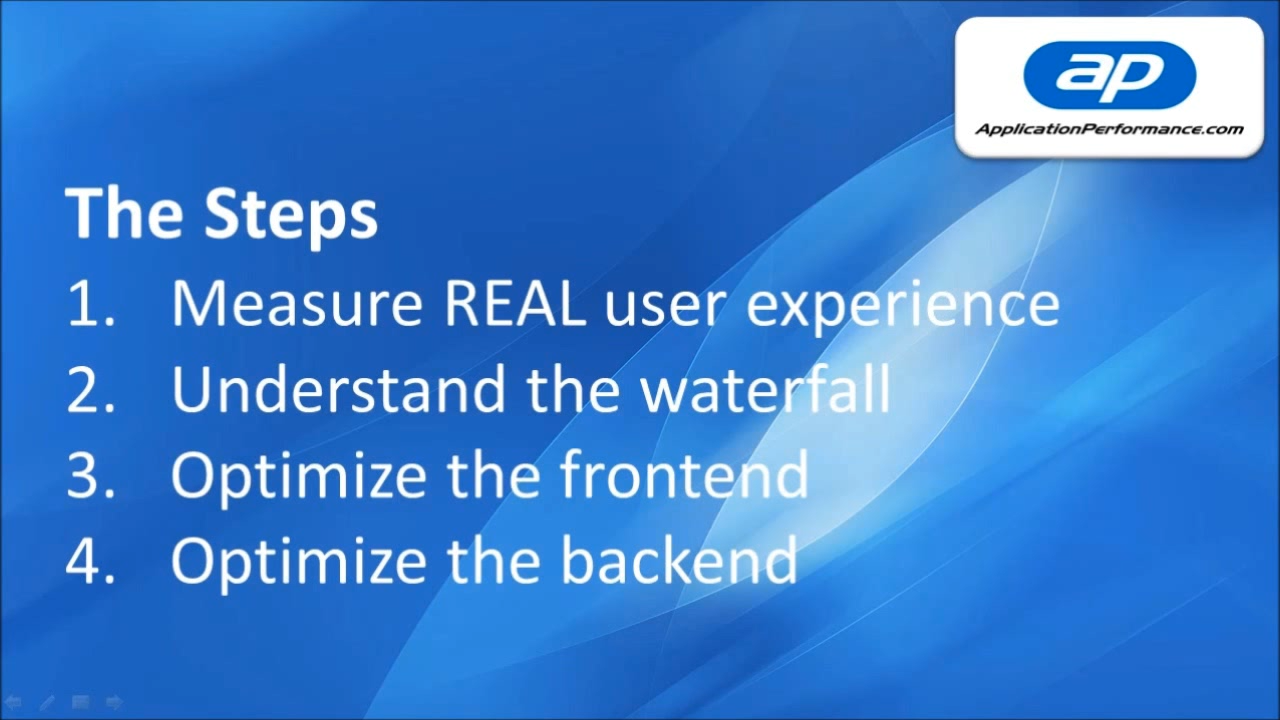 ap
ApplicationPerformance.com
The Steps
1. Measure REAL user experience
2. Understand the waterfall
3. Optimize the frontend
4. Optimize the backend